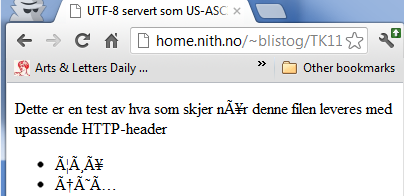 UTF-8 servert som US-ASC
home.nith.no/~blistog/TK11
Arts & Letters Daily ... » Other bookmarks
Dette er en test av hva som skjer nÃ¥r denne filen leveres med
upassende HTTP-header
• Ã¦Ã¸Ã¥
• Ã†Ã˜Ã…